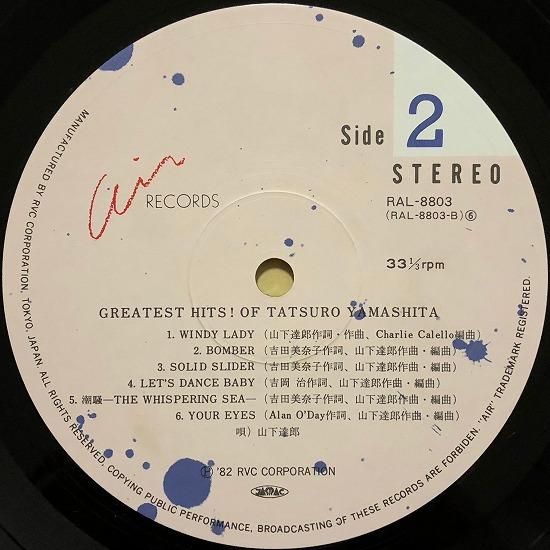 Side 2
STEREO
RAL-8803
(RAL-8803-B)⑥
33 1/3 rpm
Air RECORDS
GREATEST HITS! OF TATSURO YAMASHITA
1. WINDY LADY (山下達郎作詞・作曲、Charlie Calello編曲)
2. BOMBER (吉田美奈子作詞、山下達郎作曲・編曲)
3. SOLID SLIDER (吉田美奈子作詞、山下達郎作曲・編曲)
4. LET'S DANCE BABY (吉岡 治作詞、山下達郎作曲・編曲)
5. 潮騒—THE WHISPERING SEA— (吉田美奈子作詞、山下達郎作曲・編曲)
6. YOUR EYES (Alan O'Day作詞、山下達郎作曲・編曲)
唄) 山下達郎
Ⓟ '82 RVC CORPORATION
JASRAC
MANUFACTURED BY RVC CORPORATION, TOKYO, JAPAN. ALL RIGHTS RESERVED, COPYING PUBLIC PERFORMANCE, BROADCASTING OF THESE RECORDS ARE FORBIDDEN. "AIR" TRADEMARK REGISTERED.